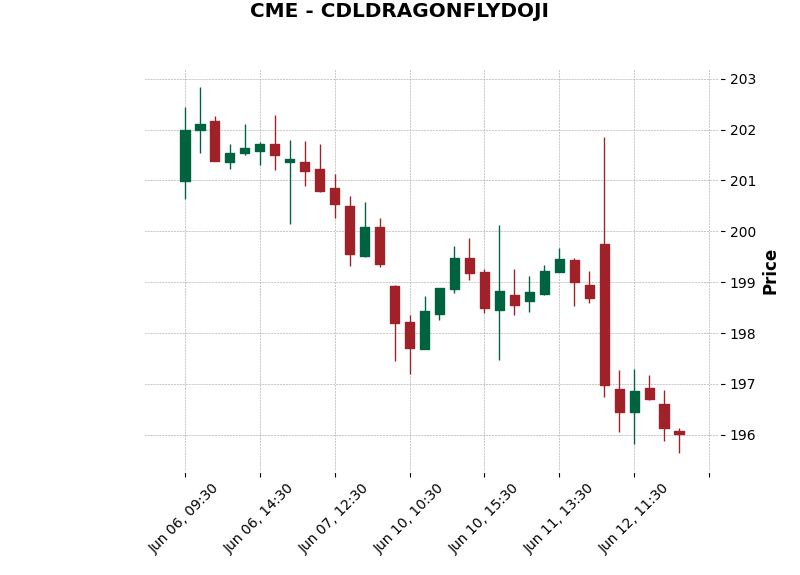 CME - CDLDRAGONFLYDOJI
203
202
201
200
199
198
197
196
Price
Jun 06, 09:30
Jun 06, 14:30
Jun 07, 12:30
Jun 10, 10:30
Jun 10, 15:30
Jun 11, 13:30
Jun 12, 11:30